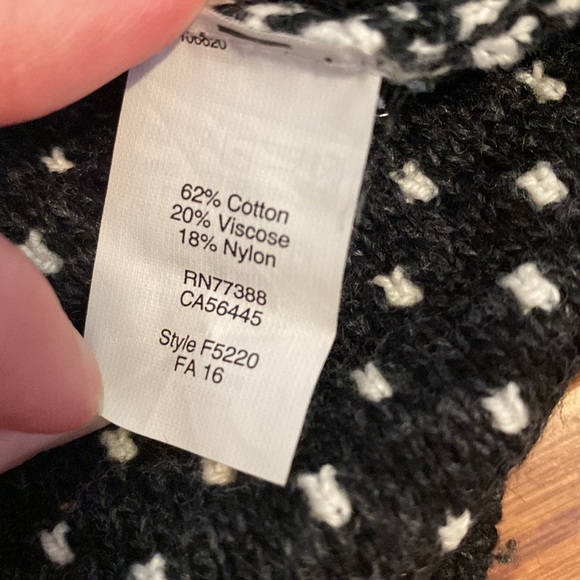 62% Cotton
20% Viscose
18% Nylon
RN77388
CA56445
Style F5220
FA 16